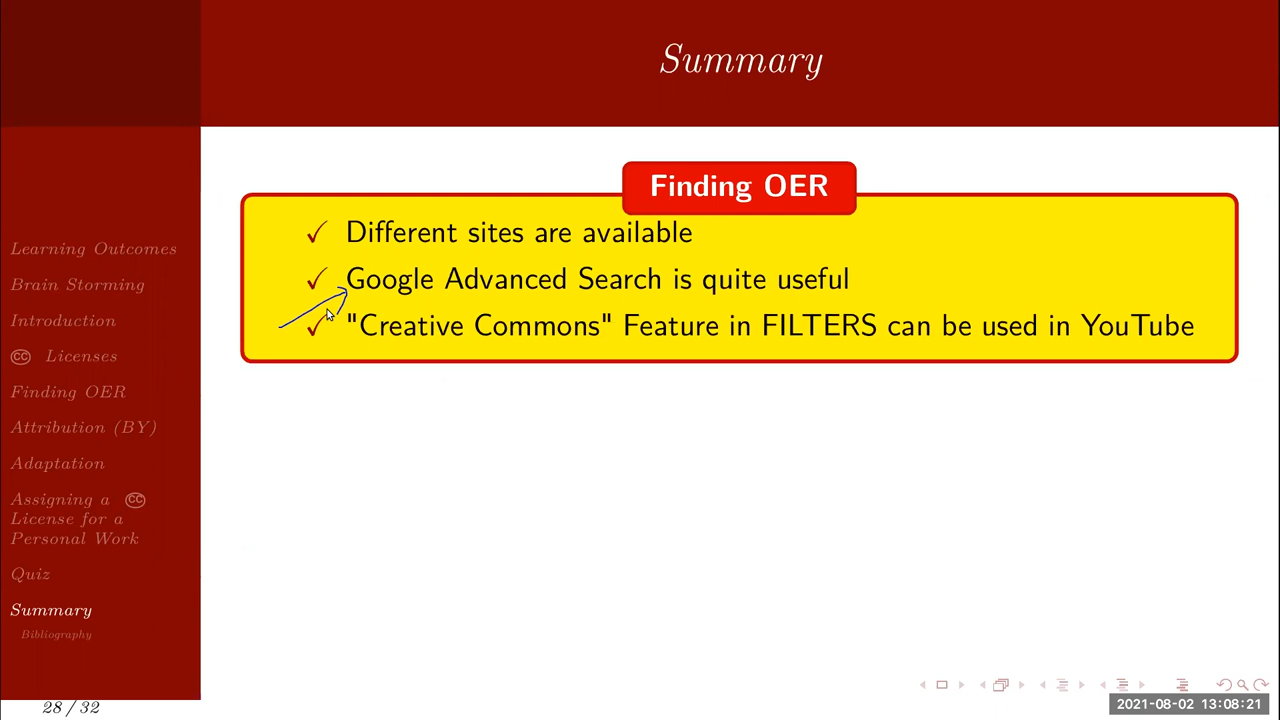 Summary
Finding OER
Different sites are available
Google Advanced Search is quite useful
"Creative Commons" Feature in FILTERS can be used in YouTube
Learning Outcomes
Brain Storming
Introduction
cc Licenses
Finding OER
Attribution (BY)
Adaptation
Assigning a cc
License for a
Personal Work
Quiz
Summary
Bibliography
28 / 32
2021-08-02 13:08:21